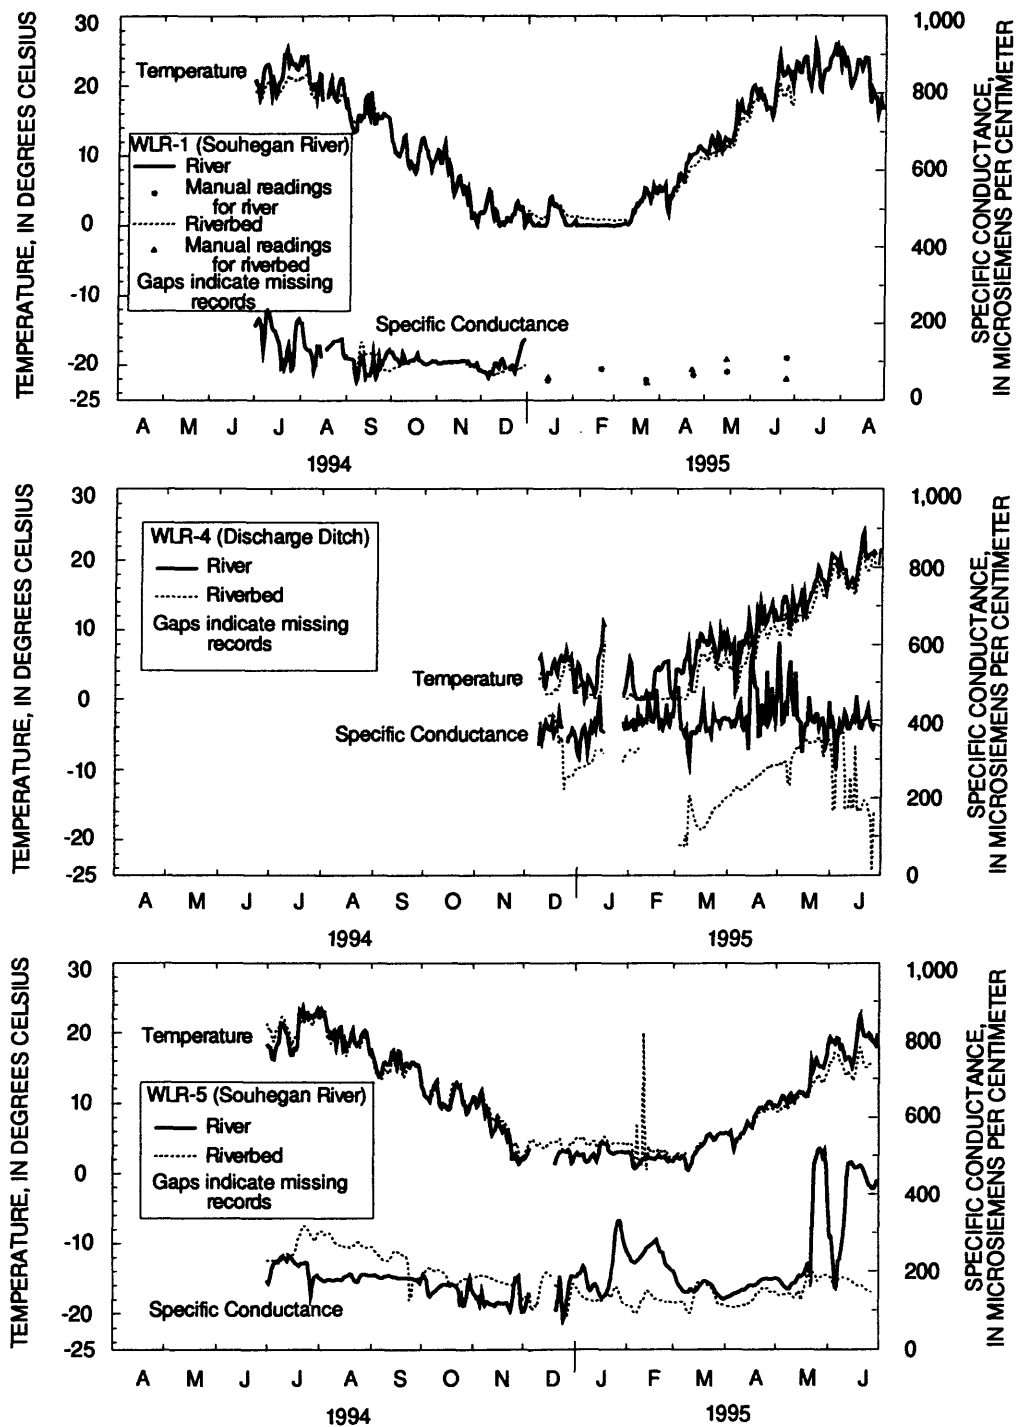 TEMPERATURE, IN DEGREES CELSIUS
30
20
10
0
-10
-20
-25
Temperature
WLR-1 (Souhegan River)
River
Manual readings
for river
Riverbed
Manual readings
for riverbed
Gaps indicate missing
records
Specific Conductance
1,000
800
600
400
200
0
SPECIFIC CONDUCTANCE,
IN MICROSIEMENS PER CENTIMETER
A M J J A S O N D J F M A M J J A
1994 1995
TEMPERATURE, IN DEGREES CELSIUS
30
20
10
0
-10
-20
-25
WLR-4 (Discharge Ditch)
River
Riverbed
Gaps indicate missing
records
Temperature
Specific Conductance
1,000
800
600
400
200
0
SPECIFIC CONDUCTANCE,
IN MICROSIEMENS PER CENTIMETER
A M J J A S O N D J F M A M J
1994 1995
TEMPERATURE, IN DEGREES CELSIUS
30
20
10
0
-10
-20
-25
Temperature
WLR-5 (Souhegan River)
River
Riverbed
Gaps indicate missing
records
Specific Conductance
1,000
800
600
400
200
0
SPECIFIC CONDUCTANCE,
IN MICROSIEMENS PER CENTIMETER
A M J J A S O N D J F M A M J
1994 1995